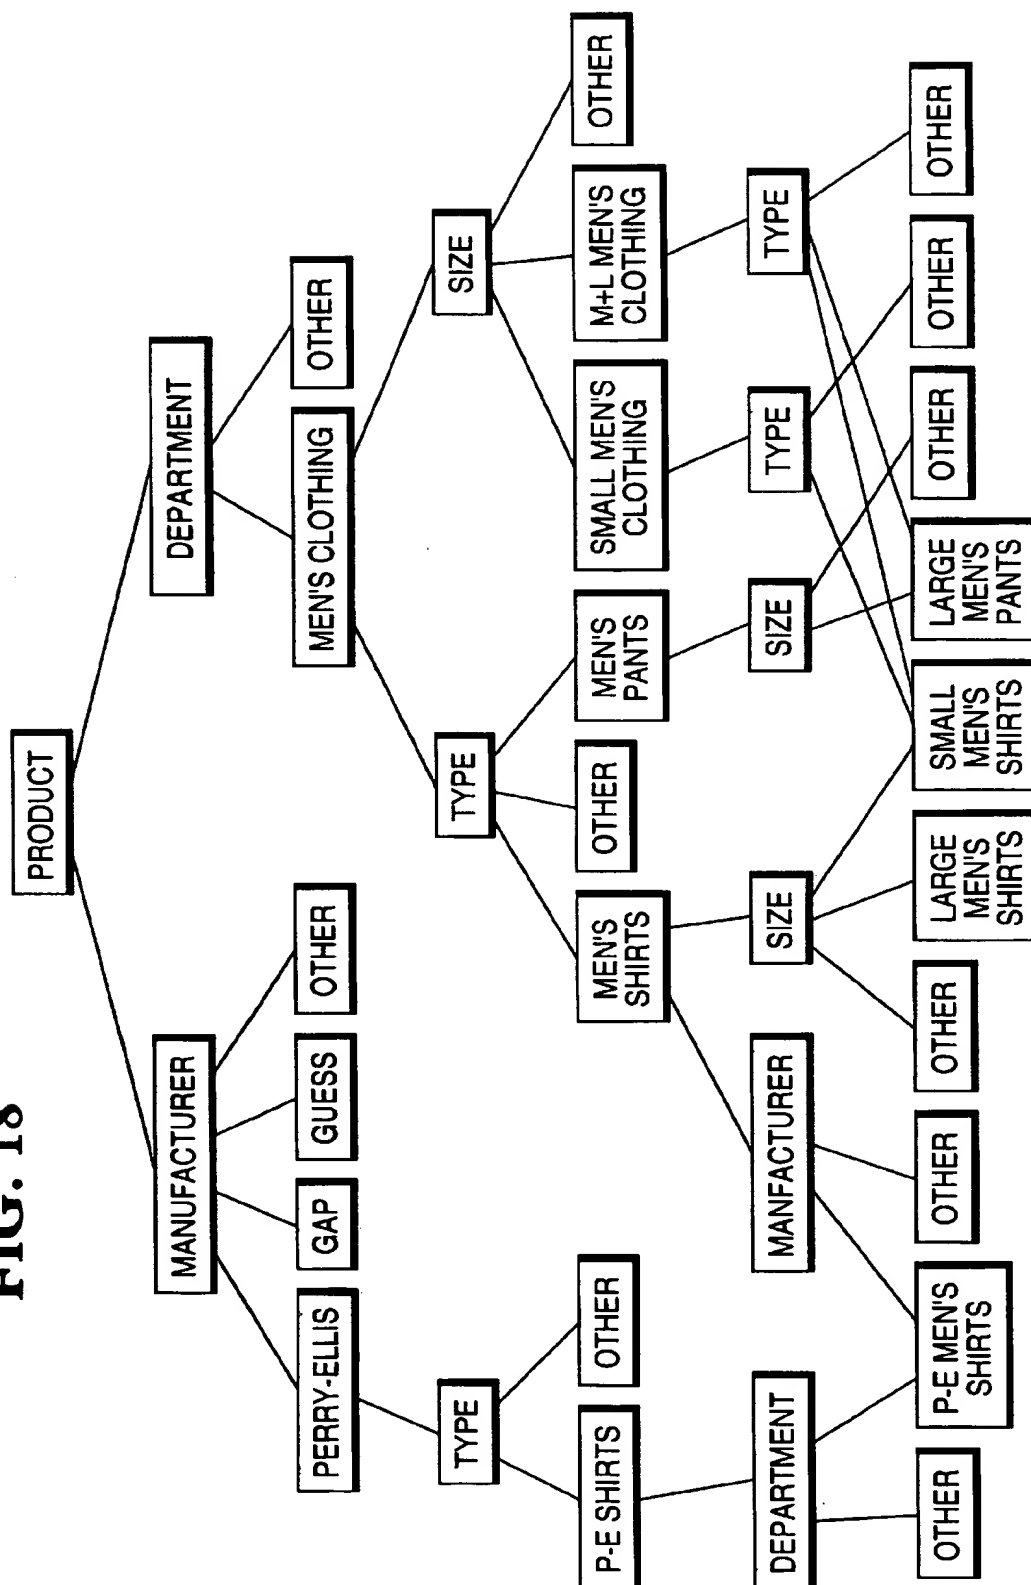 FIG. 18
PRODUCT
MANUFACTURER
DEPARTMENT
PERRY-ELLIS
GAP
GUESS
OTHER
MEN'S CLOTHING
OTHER
TYPE
TYPE
SIZE
P-E SHIRTS
OTHER
MEN'S
SHIRTS
OTHER
MEN'S
PANTS
SMALL MEN'S
CLOTHING
M+L MEN'S
CLOTHING
OTHER
DEPARTMENT
MANFACTURER
SIZE
SIZE
TYPE
TYPE
OTHER
P-E MEN'S
SHIRTS
OTHER
OTHER
LARGE
MEN'S
SHIRTS
SMALL
MEN'S
SHIRTS
LARGE
MEN'S
PANTS
OTHER
OTHER
OTHER